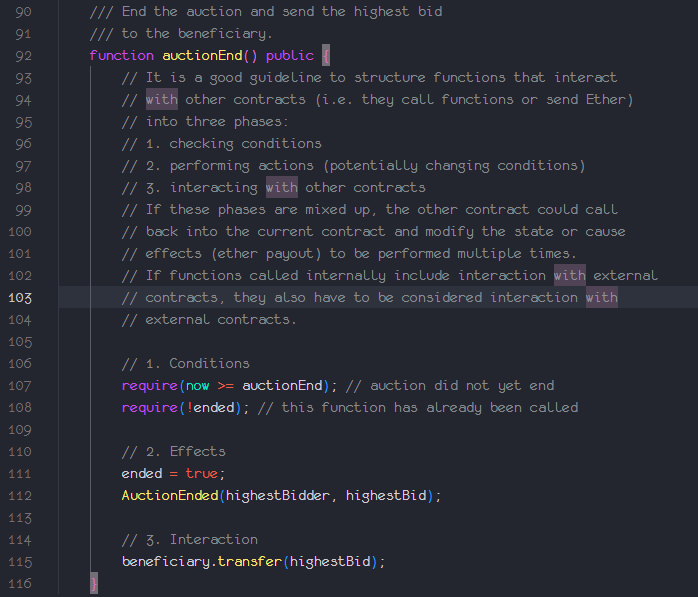 90 /// End the auction and send the highest bid
91 /// to the beneficiary.
92 function auctionEnd() public {
93 // It is a good guideline to structure functions that interact
94 // with other contracts (i.e. they call functions or send Ether)
95 // into three phases:
96 // 1. checking conditions
97 // 2. performing actions (potentially changing conditions)
98 // 3. interacting with other contracts
99 // If these phases are mixed up, the other contract could call
100 // back into the current contract and modify the state or cause
101 // effects (ether payout) to be performed multiple times.
102 // If functions called internally include interaction with external
103 // contracts, they also have to be considered interaction with
104 // external contracts.
105
106 // 1. Conditions
107 require(now >= auctionEnd); // auction did not yet end
108 require(!ended); // this function has already been called
109
110 // 2. Effects
111 ended = true;
112 AuctionEnded(highestBidder, highestBid);
113
114 // 3. Interaction
115 beneficiary.transfer(highestBid);
116 }